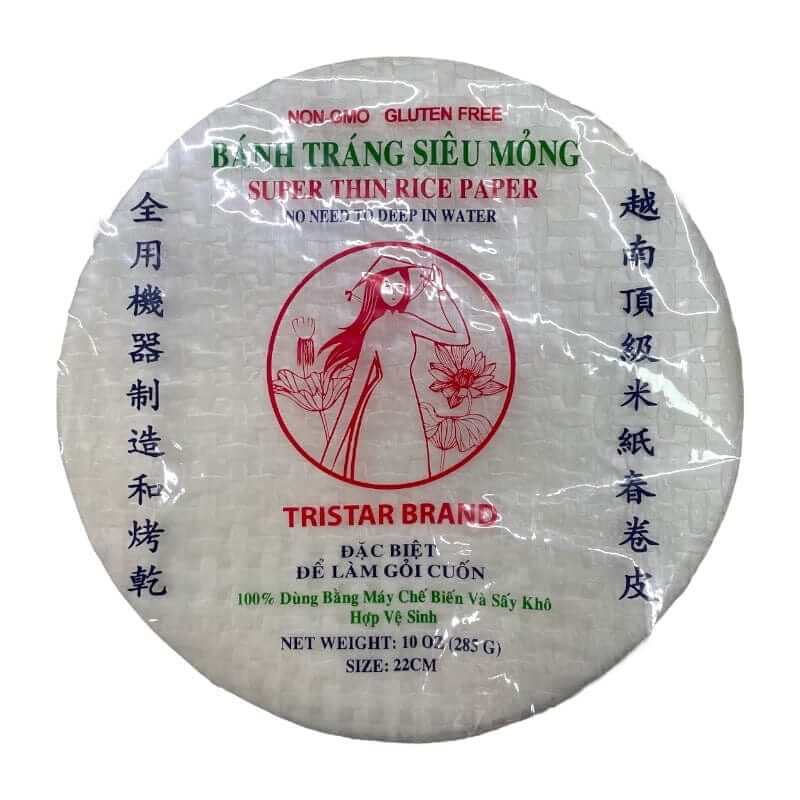 NON-GMO GLUTEN FREE
BÁNH TRÁNG SIÊU MỎNG
SUPER THIN RICE PAPER
NO NEED TO DEEP IN WATER
越南頂級米紙春卷皮
全用機器制造和烤乾
TRISTAR BRAND
ĐẶC BIỆT
ĐỂ LÀM GỎI CUỐN
100% Dùng Bằng Máy Chế Biến Và Sấy Khô
Hợp Vệ Sinh
NET WEIGHT: 10 OZ (285 G)
SIZE: 22CM